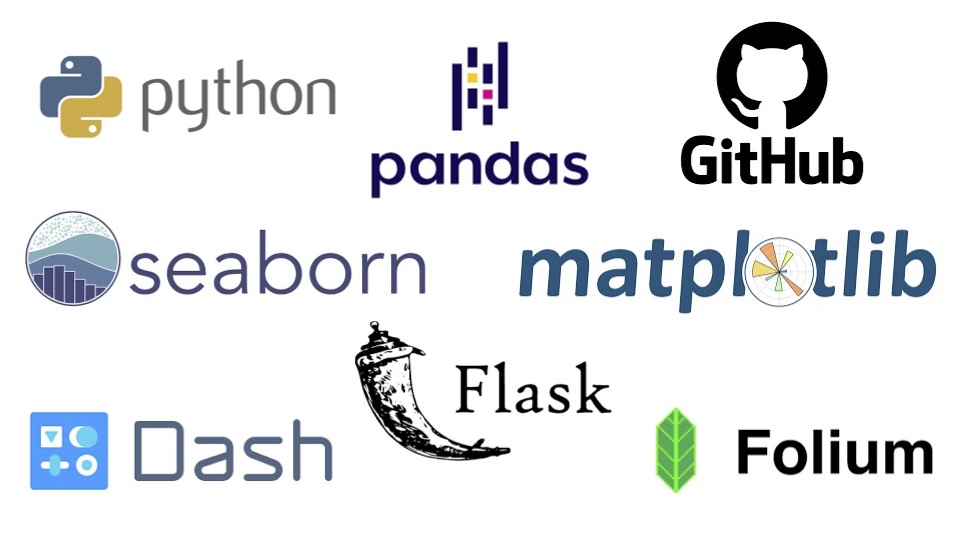 python
pandas
GitHub
seaborn
matplotlib
Flask
Dash
Folium